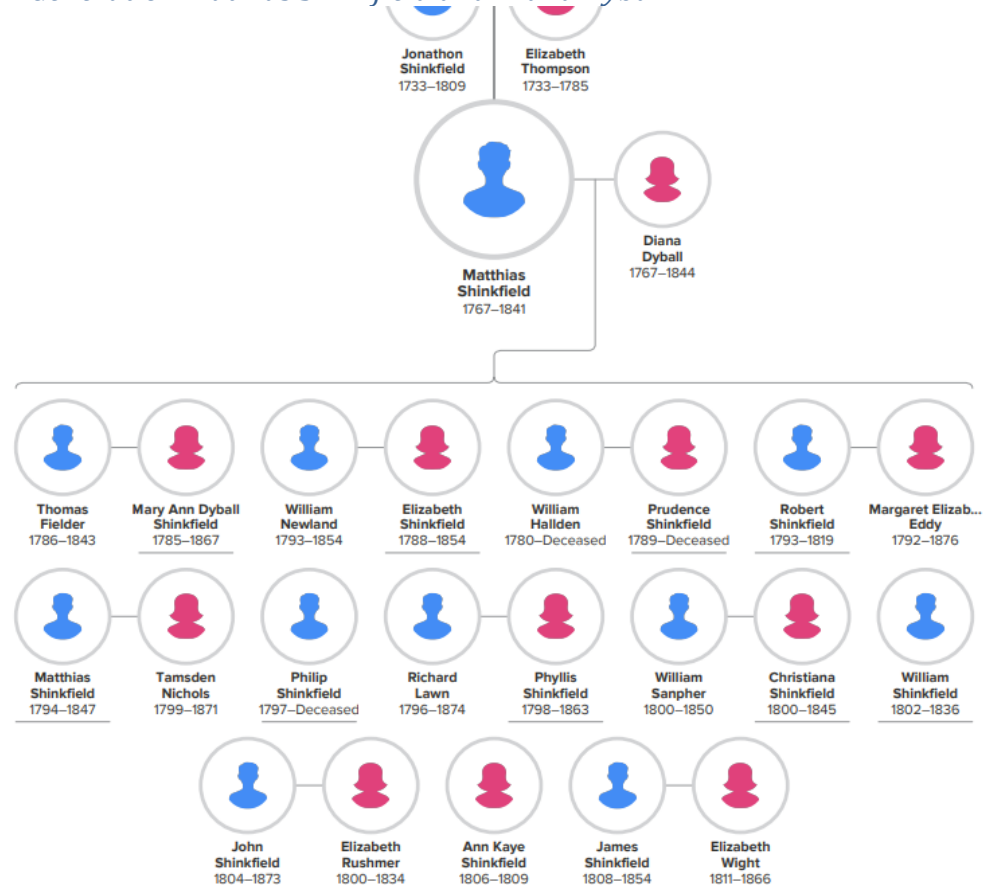 Jonathon
Shinkfield
1733–1809
Elizabeth
Thompson
1733–1785
Matthias
Shinkfield
1767–1841
Diana
Dyball
1767–1844
Thomas
Fielder
1786–1843
Mary Ann Dyball
Shinkfield
1785–1867
William
Newland
1793–1854
Elizabeth
Shinkfield
1788–1854
William
Hallden
1780–Deceased
Prudence
Shinkfield
1789–Deceased
Robert
Shinkfield
1793–1819
Margaret Elizab...
Eddy
1792–1876
Matthias
Shinkfield
1794–1847
Tamsden
Nichols
1799–1871
Philip
Shinkfield
1797–Deceased
Richard
Lawn
1796–1874
Phyllis
Shinkfield
1798–1863
William
Sanpher
1800–1850
Christiana
Shinkfield
1800–1845
William
Shinkfield
1802–1836
John
Shinkfield
1804–1873
Elizabeth
Rushmer
1800–1834
Ann Kaye
Shinkfield
1806–1809
James
Shinkfield
1808–1854
Elizabeth
Wight
1811–1866